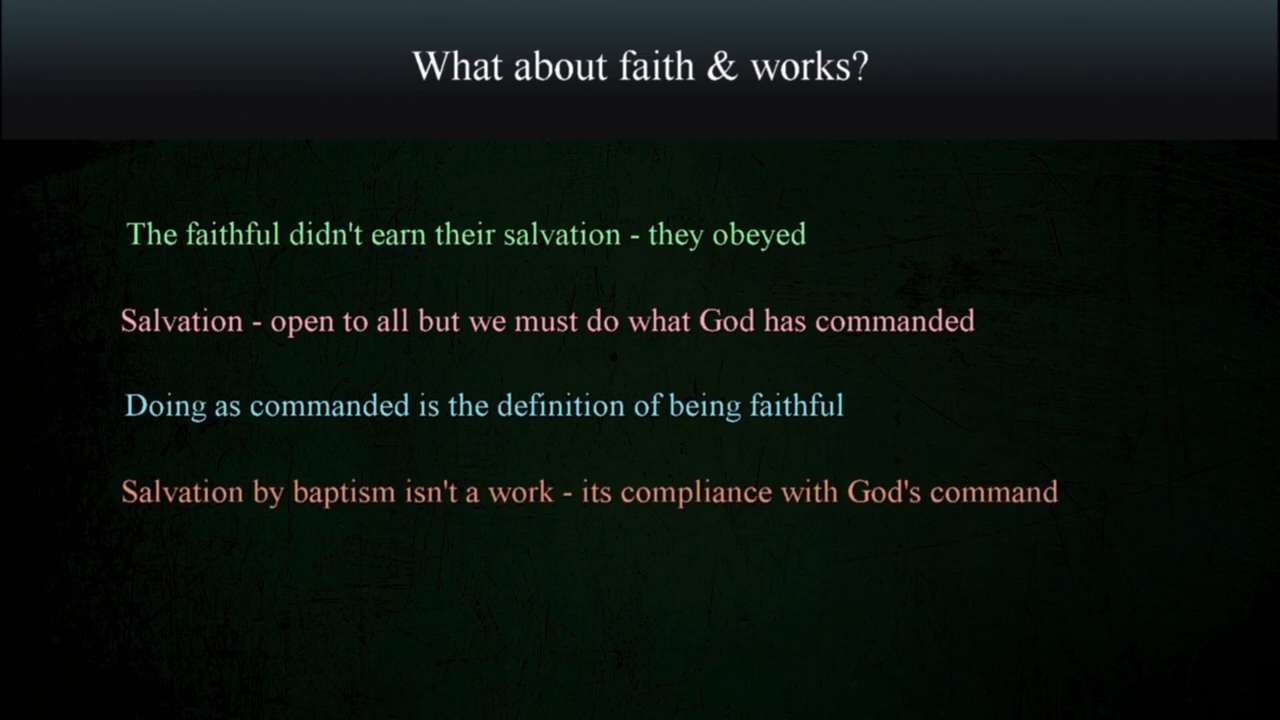 What about faith & works?
The faithful didn't earn their salvation - they obeyed
Salvation - open to all but we must do what God has commanded
Doing as commanded is the definition of being faithful
Salvation by baptism isn't a work - its compliance with God's command